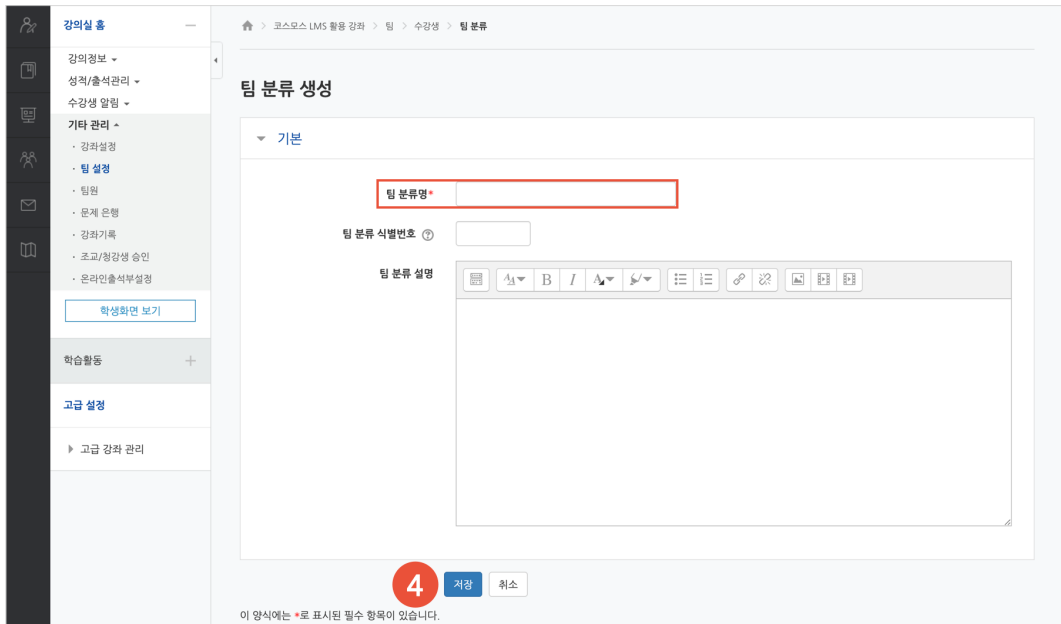 강의실 홈
코스모스 LMS 활용 강좌 > 팀 > 수강생 > 팀 분류
강의정보
성적/출석관리
수강생 알림
기타 관리
강좌설정
팀 설정
팀원
문제 은행
강좌기록
조교/청강생 승인
온라인출석부설정
학생화면 보기
학습활동
고급 설정
고급 강좌 관리
팀 분류 생성
기본
팀 분류명*
팀 분류 식별번호 ?
팀 분류 설명
B I
4 저장 취소
이 양식에는 *로 표시된 필수 항목이 있습니다.